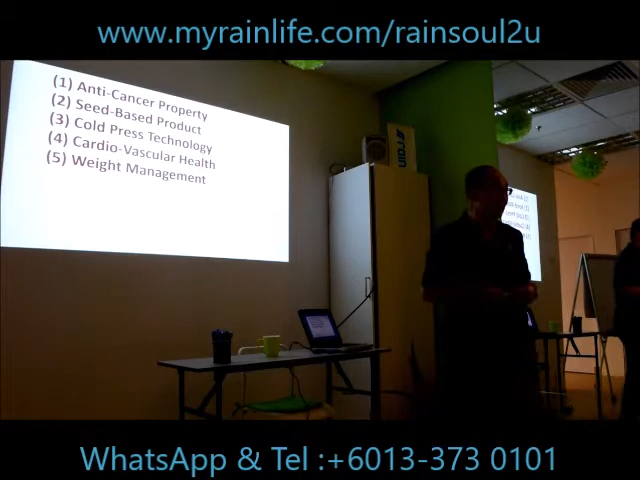 www.myrainlife.com/rainsoul2u
(1) Anti-Cancer Property
(2) Seed-Based Product
(3) Cold Press Technology
(4) Cardio-Vascular Health
(5) Weight Management
rain
WhatsApp & Tel :+6013-373 0101